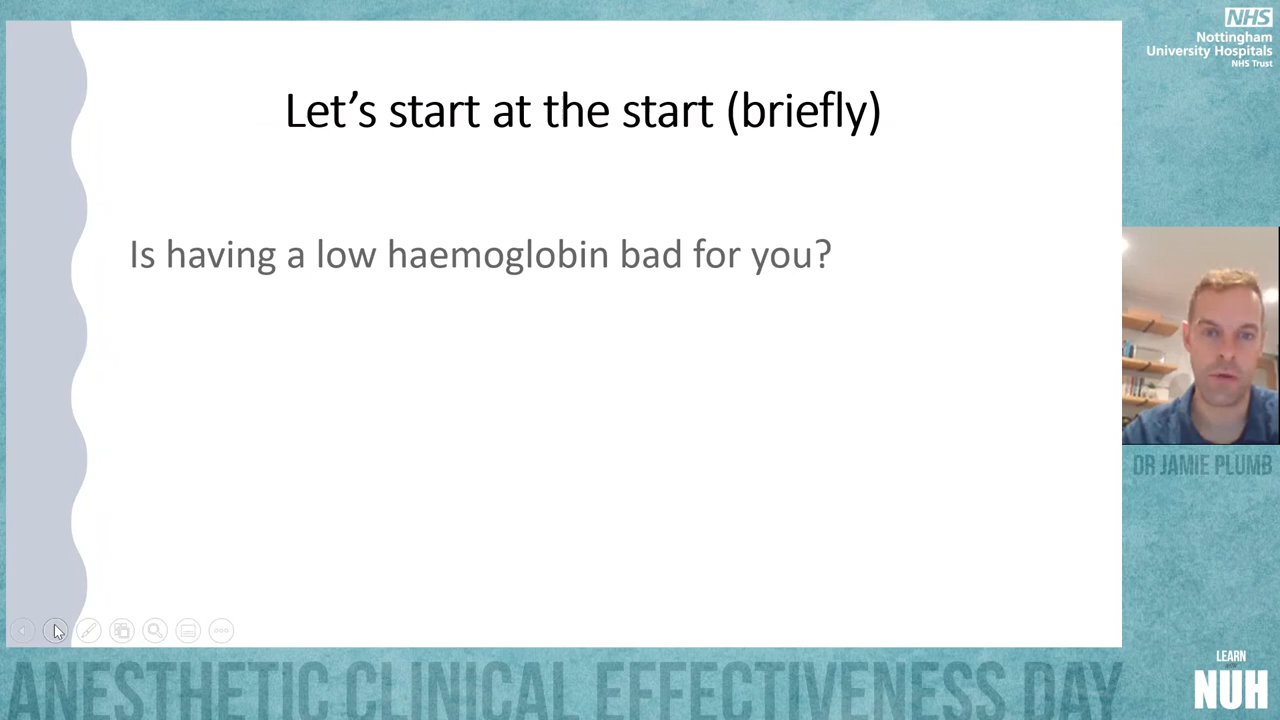 Let's start at the start (briefly)
Is having a low haemoglobin bad for you?
NHS
Nottingham
University Hospitals
NHS Trust
DR JAMIE PLUMB
ANESTHETIC CLINICAL EFFECTIVENESS DAY
LEARN
NUH